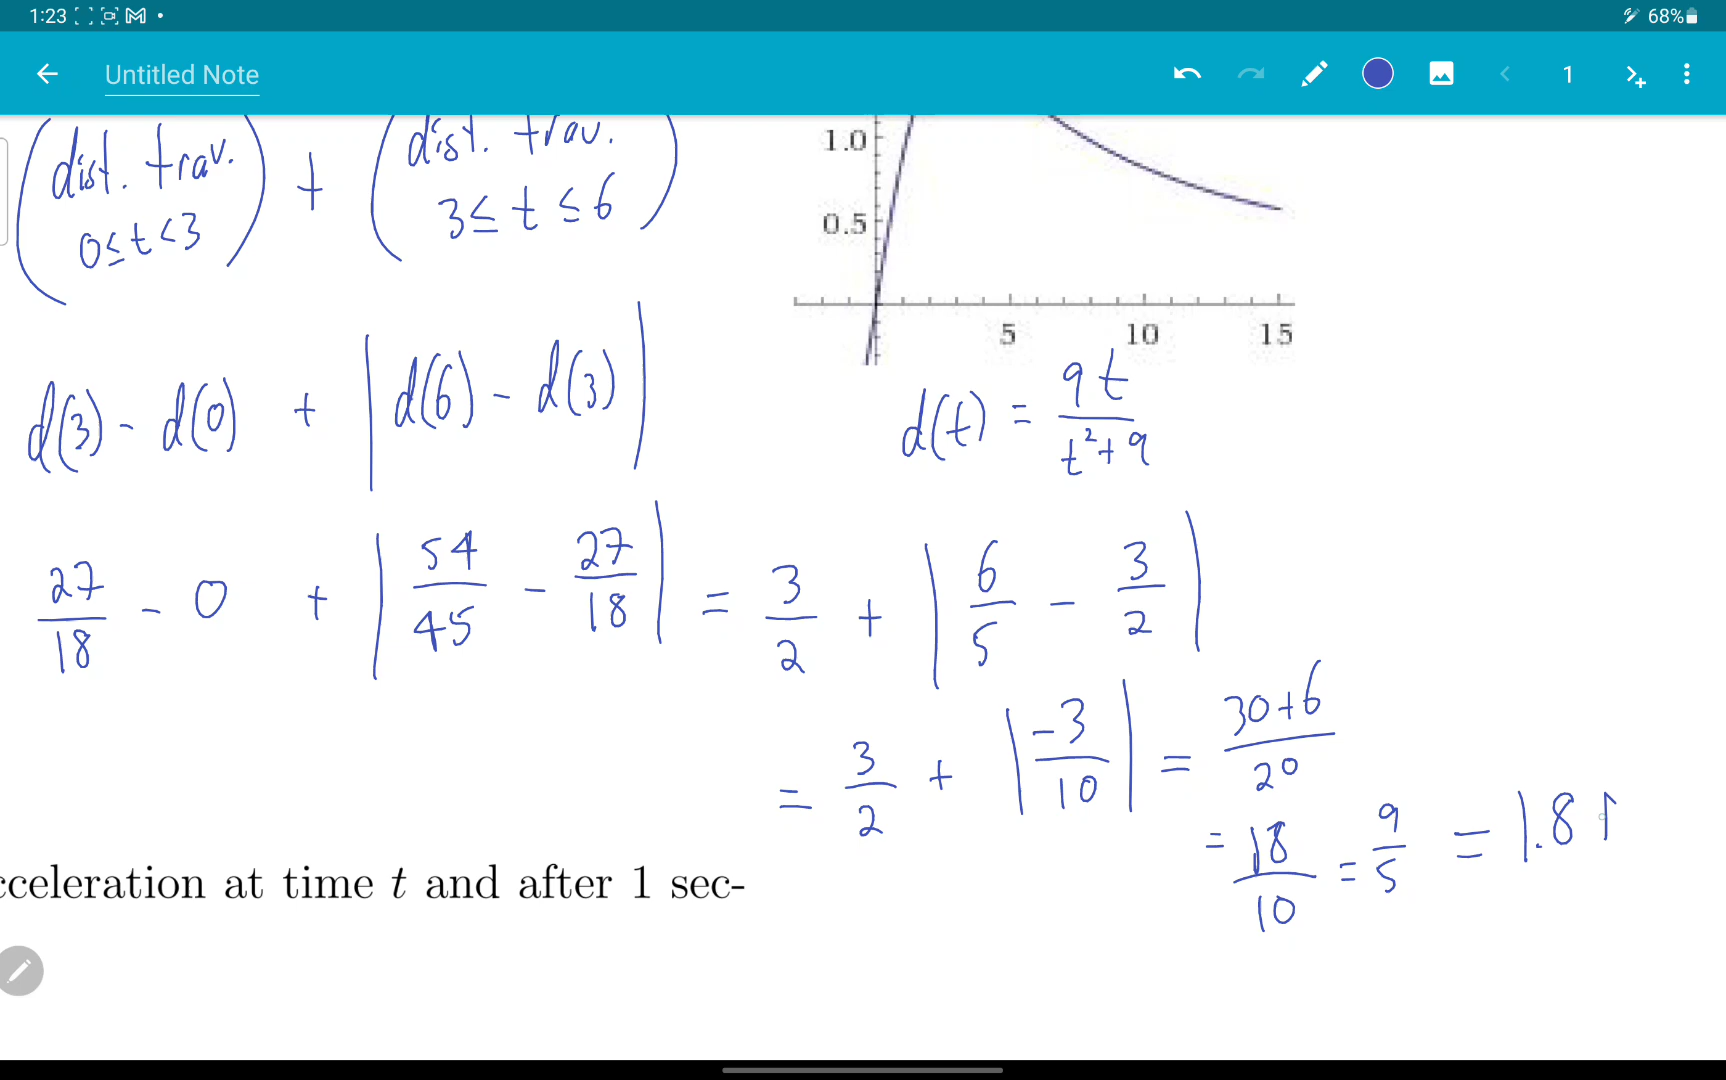 1:23 68%
Untitled Note 1
(dist. trav. 0≤t<3) + (dist. trav. 3≤t≤6)
1.0
0.5
5 10 15
d(3) - d(0) + |d(6) - d(3)|
d(t) = 9t/(t²+9)
27/18 - 0 + |54/45 - 27/18| = 3/2 + |6/5 - 3/2|
= 3/2 + |-3/10| = (30+6)/20
= 18/10 = 9/5 = 1.8
cceleration at time t and after 1 sec-